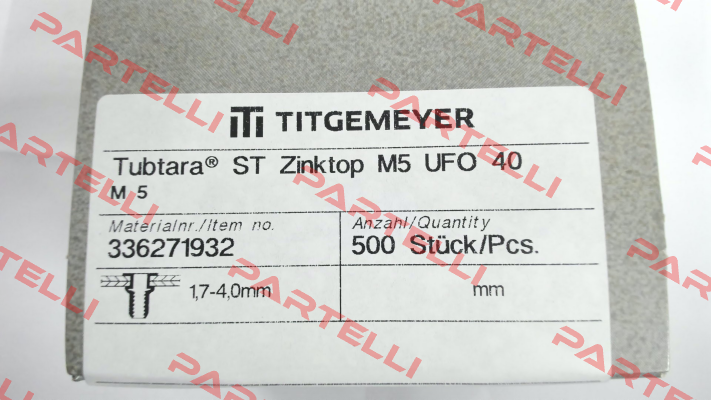 TITGEMEYER
Tubtara® ST Zinktop M5 UFO 40
M 5
Materialnr./Item no.
336271932
Anzahl/Quantity
500 Stück/Pcs.
1,7-4,0mm
mm
PARTELLI